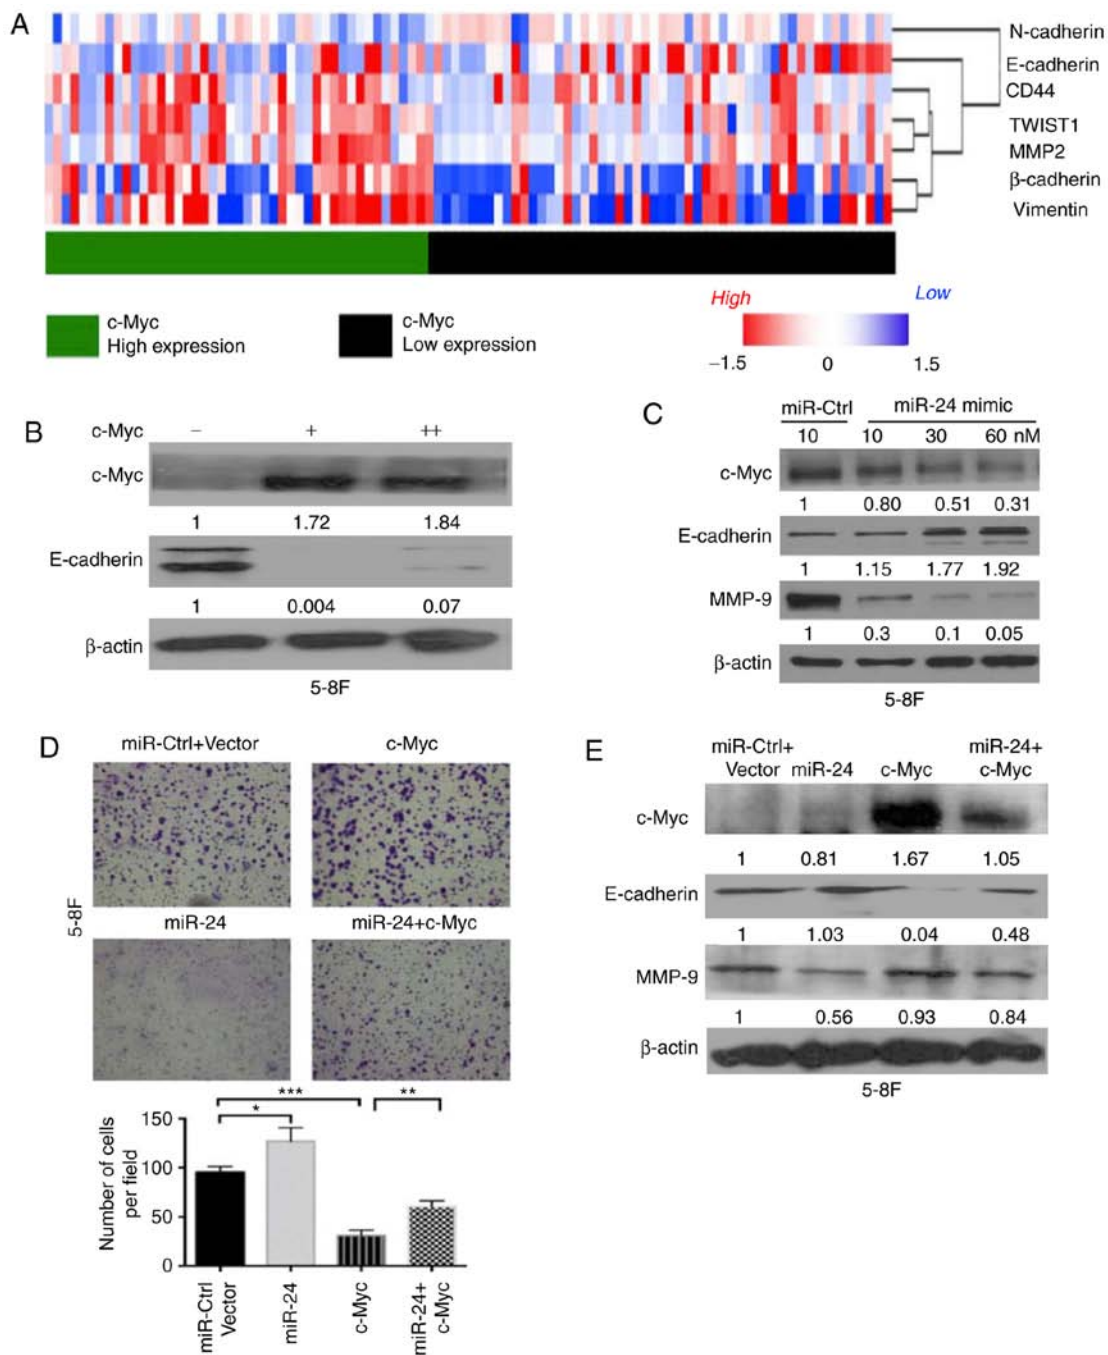 A
N-cadherin
E-cadherin
CD44
TWIST1
MMP2
β-cadherin
Vimentin
c-Myc
High expression
c-Myc
Low expression
High
Low
−1.5 0 1.5
B
c-Myc − + ++
c-Myc
1 1.72 1.84
E-cadherin
1 0.004 0.07
β-actin
5-8F
C
miR-Ctrl miR-24 mimic
10 10 30 60 nM
c-Myc
1 0.80 0.51 0.31
E-cadherin
1 1.15 1.77 1.92
MMP-9
1 0.3 0.1 0.05
β-actin
5-8F
D
miR-Ctrl+Vector c-Myc
5-8F
miR-24 miR-24+c-Myc
***
* **
Number of cells
per field
150
100
50
0
miR-Ctrl
Vector
miR-24
c-Myc
miR-24+
c-Myc
E
miR-Ctrl+ miR-24+
Vector miR-24 c-Myc c-Myc
c-Myc
1 0.81 1.67 1.05
E-cadherin
1 1.03 0.04 0.48
MMP-9
1 0.56 0.93 0.84
β-actin
5-8F